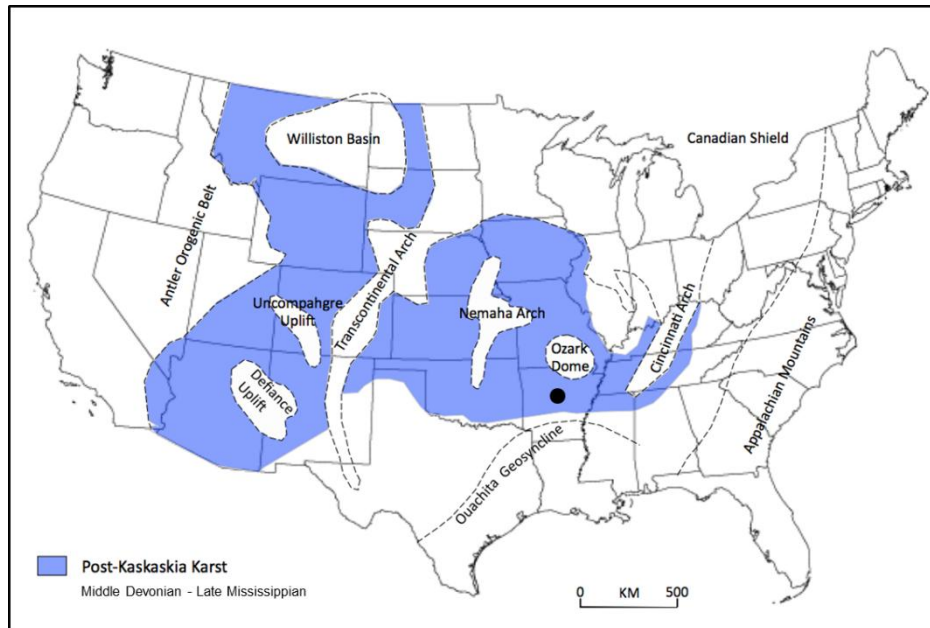 Williston Basin
Canadian Shield
Antler Orogenic Belt
Transcontinental Arch
Uncompahgre
Uplift
Nemaha Arch
Cincinnati Arch
Ozark
Dome
Defiance
Uplift
Appalachian Mountains
Ouachita Geosyncline
Post-Kaskaskia Karst
Middle Devonian - Late Mississippian
0 KM 500